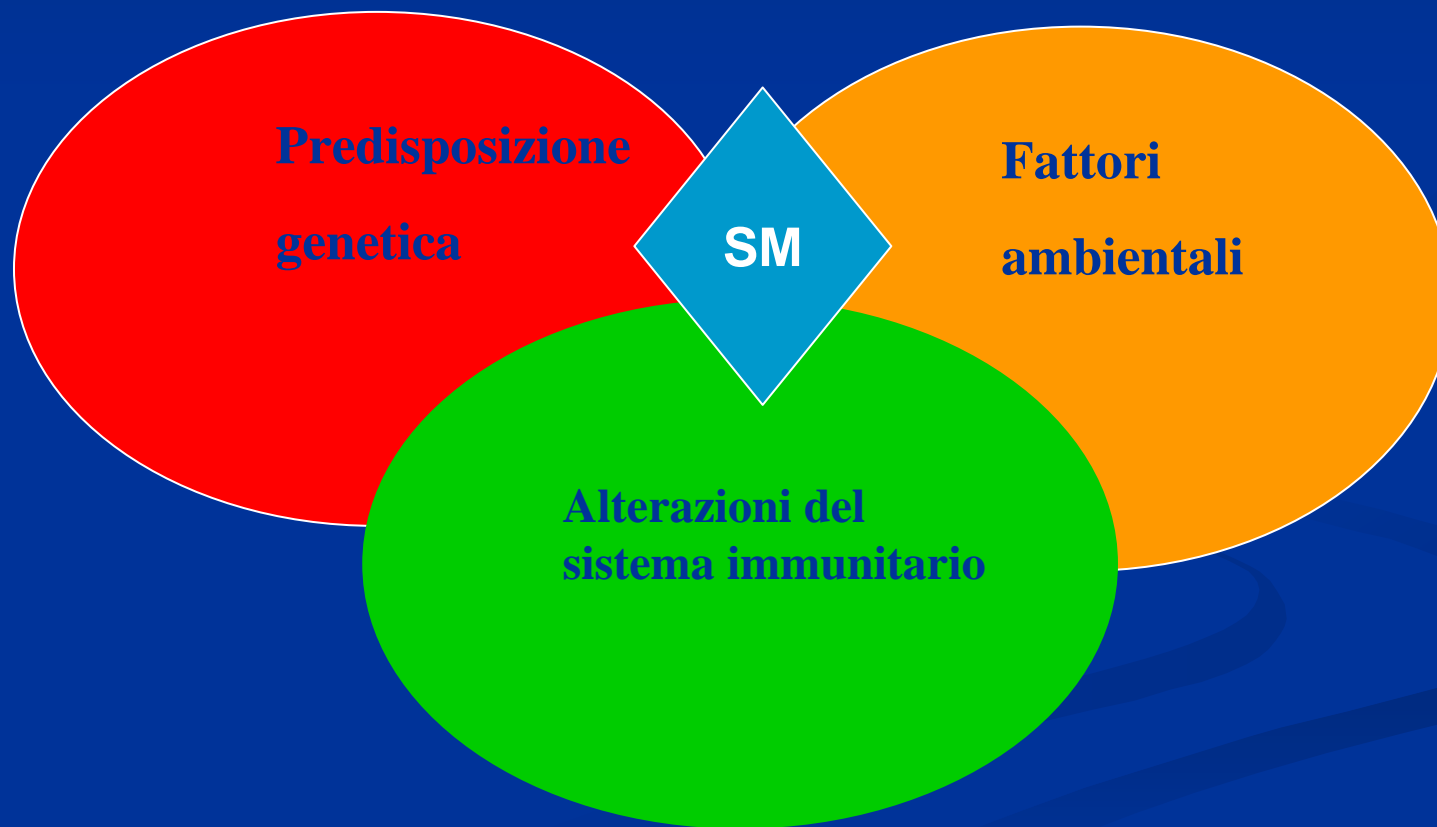 Predisposizione
genetica
SM
Fattori
ambientali
Alterazioni del
sistema immunitario